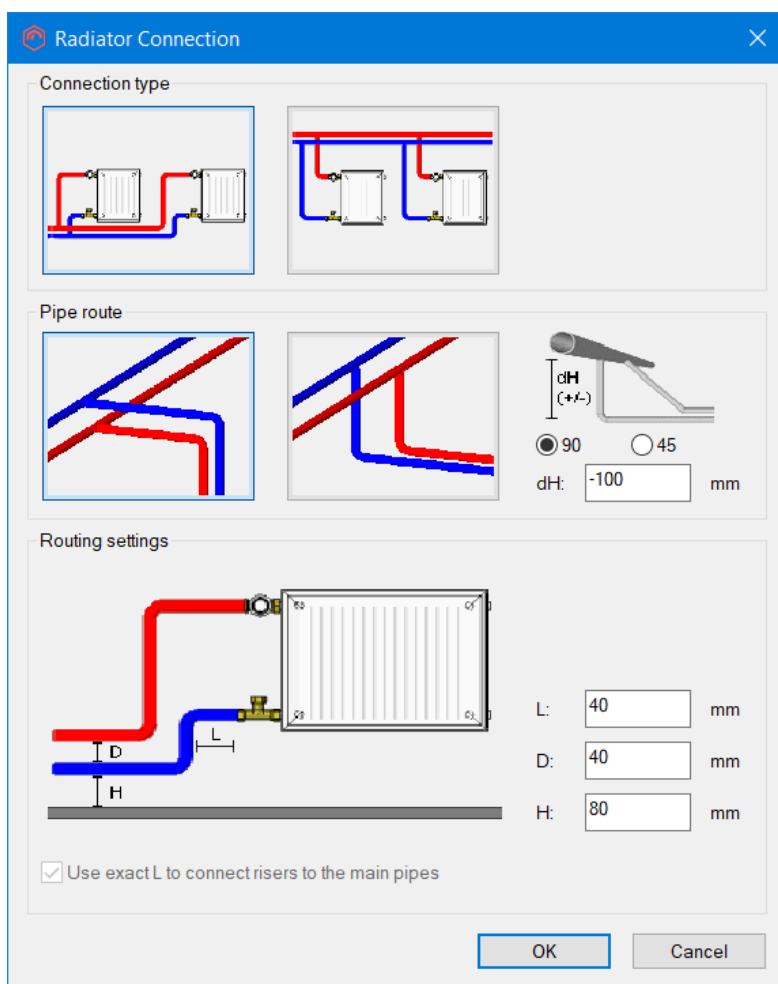 Radiator Connection
Connection type
Pipe route
dH
(+/-)
90
45
dH:
-100
mm
Routing settings
L
D
H
L:
40
mm
D:
40
mm
H:
80
mm
Use exact L to connect risers to the main pipes
OK
Cancel